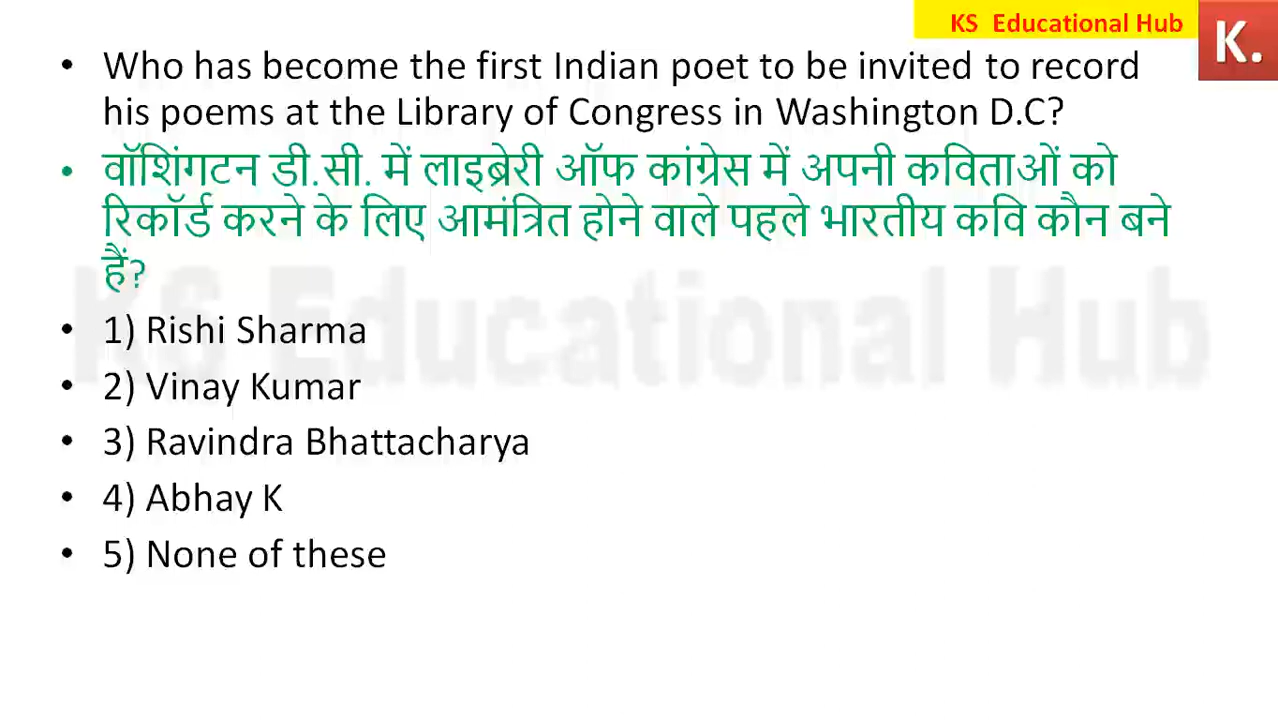 KS Educational Hub
K.
• Who has become the first Indian poet to be invited to record
his poems at the Library of Congress in Washington D.C?
• वॉशिंगटन डी.सी. में लाइब्रेरी ऑफ कांग्रेस में अपनी कविताओं को
रिकॉर्ड करने के लिए आमंत्रित होने वाले पहले भारतीय कवि कौन बने
हैं?
KS Educational Hub
• 1) Rishi Sharma
• 2) Vinay Kumar
• 3) Ravindra Bhattacharya
• 4) Abhay K
• 5) None of these